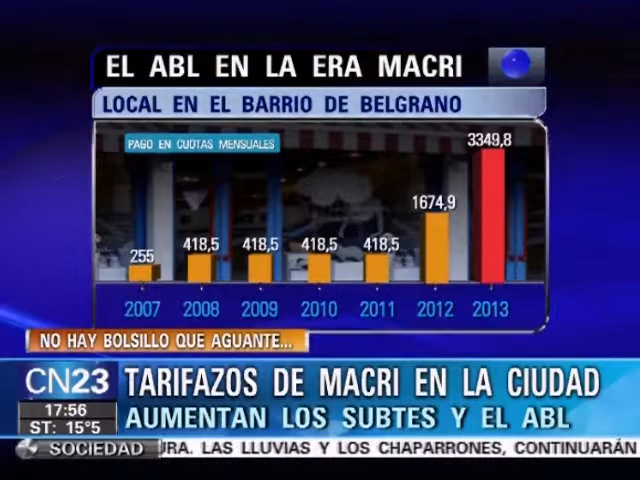 EL ABL EN LA ERA MACRI
LOCAL EN EL BARRIO DE BELGRANO
PAGO EN CUOTAS MENSUALES
255
418,5
418,5
418,5
418,5
1674,9
3349,8
2007 2008 2009 2010 2011 2012 2013
NO HAY BOLSILLO QUE AGUANTE...
CN23
TARIFAZOS DE MACRI EN LA CIUDAD
17:56
ST: 15°5
AUMENTAN LOS SUBTES Y EL ABL
SOCIEDAD
URA. LAS LLUVIAS Y LOS CHAPARRONES, CONTINUARÁN